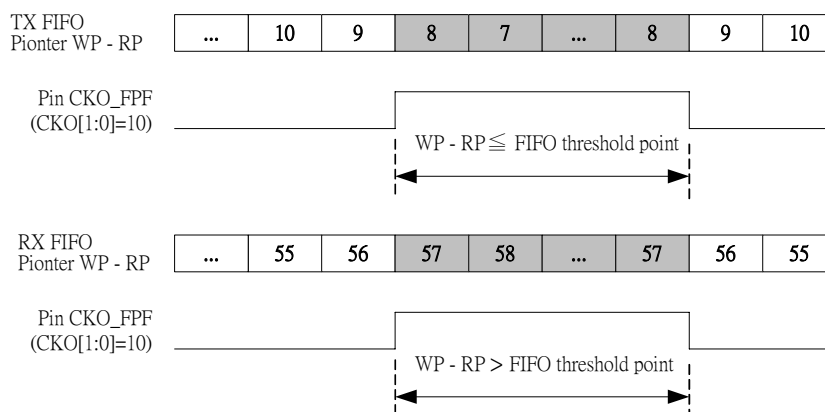 TX FIFO
Pionter WP - RP
... 10 9 8 7 ... 8 9 10
Pin CKO_FPF
(CKO[1:0]=10)
WP - RP ≦ FIFO threshold point
RX FIFO
Pionter WP - RP
... 55 56 57 58 ... 57 56 55
Pin CKO_FPF
(CKO[1:0]=10)
WP - RP > FIFO threshold point